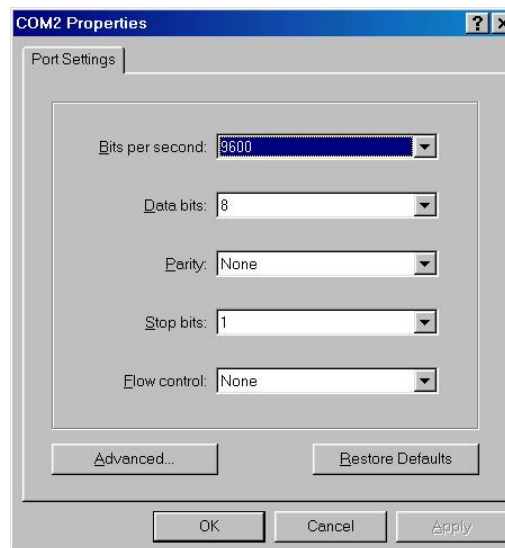 COM2 Properties
Port Settings
Bits per second: 9600
Data bits: 8
Parity: None
Stop bits: 1
Flow control: None
Advanced... Restore Defaults
OK Cancel Apply